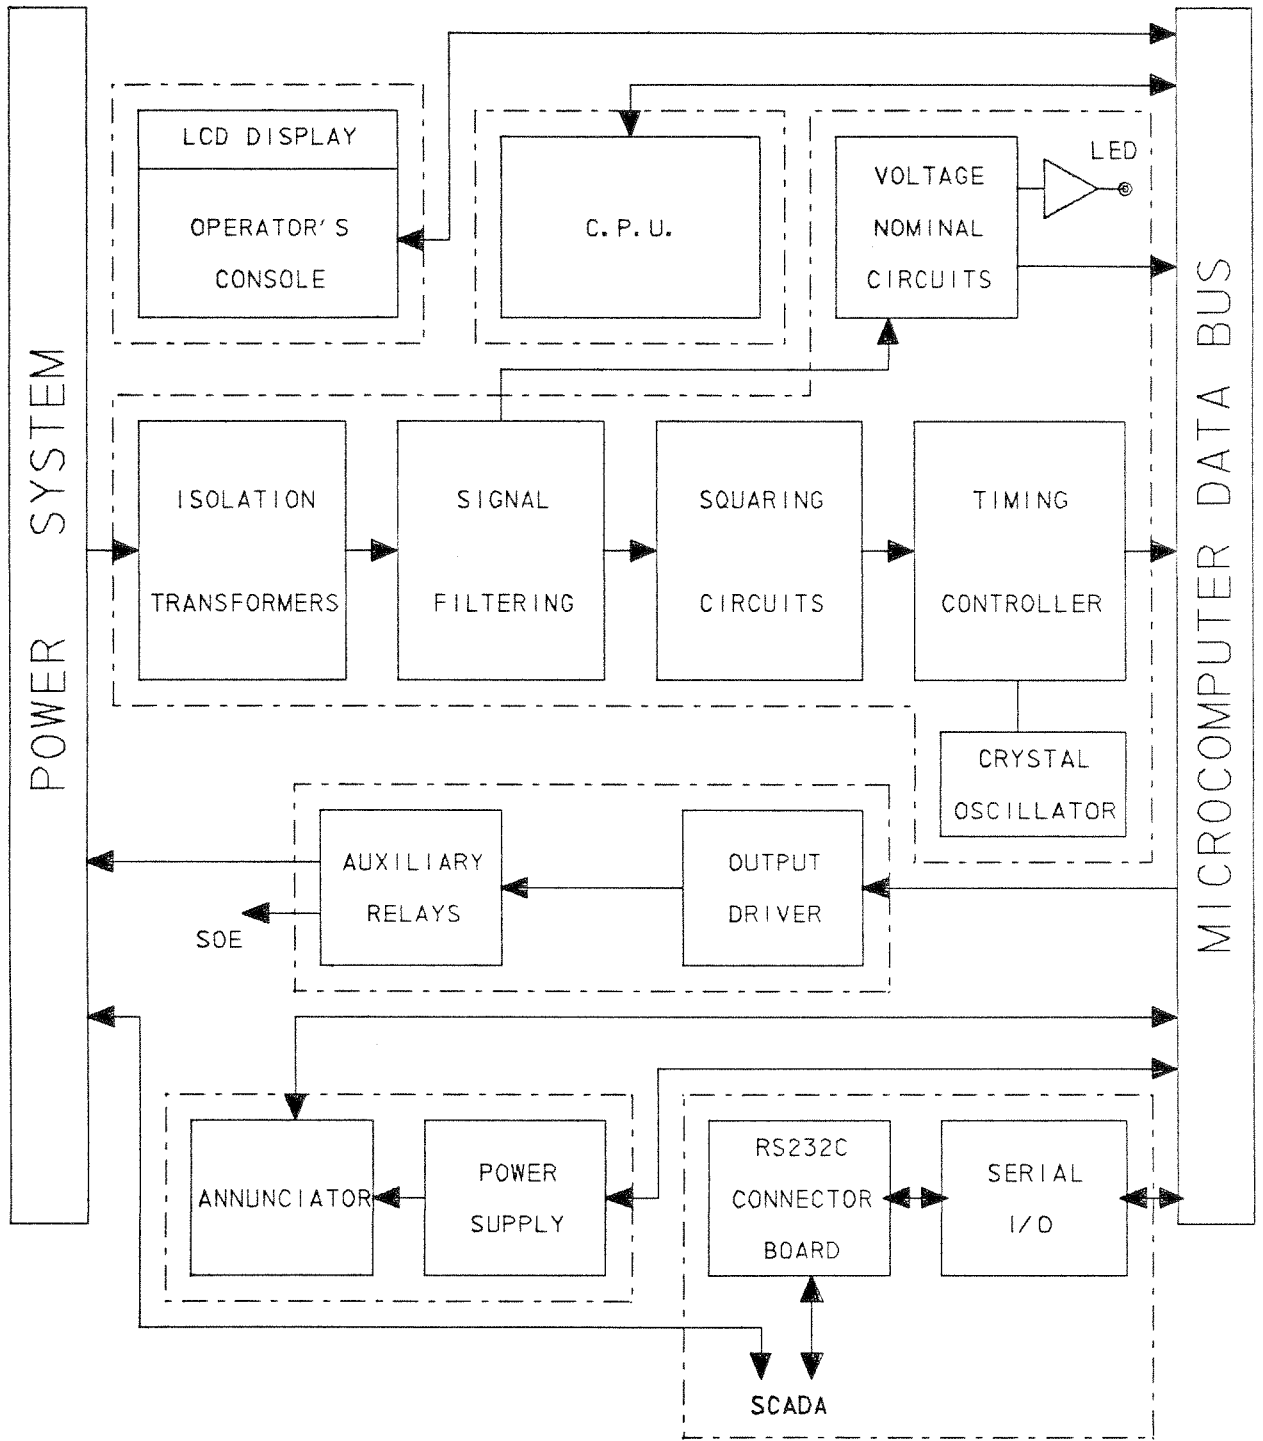 POWER SYSTEM
LCD DISPLAY
OPERATOR'S
CONSOLE
C.P.U.
VOLTAGE
NOMINAL
CIRCUITS
LED
MICROCOMPUTER DATA BUS
ISOLATION
TRANSFORMERS
SIGNAL
FILTERING
SQUARING
CIRCUITS
TIMING
CONTROLLER
CRYSTAL
OSCILLATOR
AUXILIARY
RELAYS
SOE
OUTPUT
DRIVER
ANNUNCIATOR
POWER
SUPPLY
RS232C
CONNECTOR
BOARD
SERIAL
I/O
SCADA